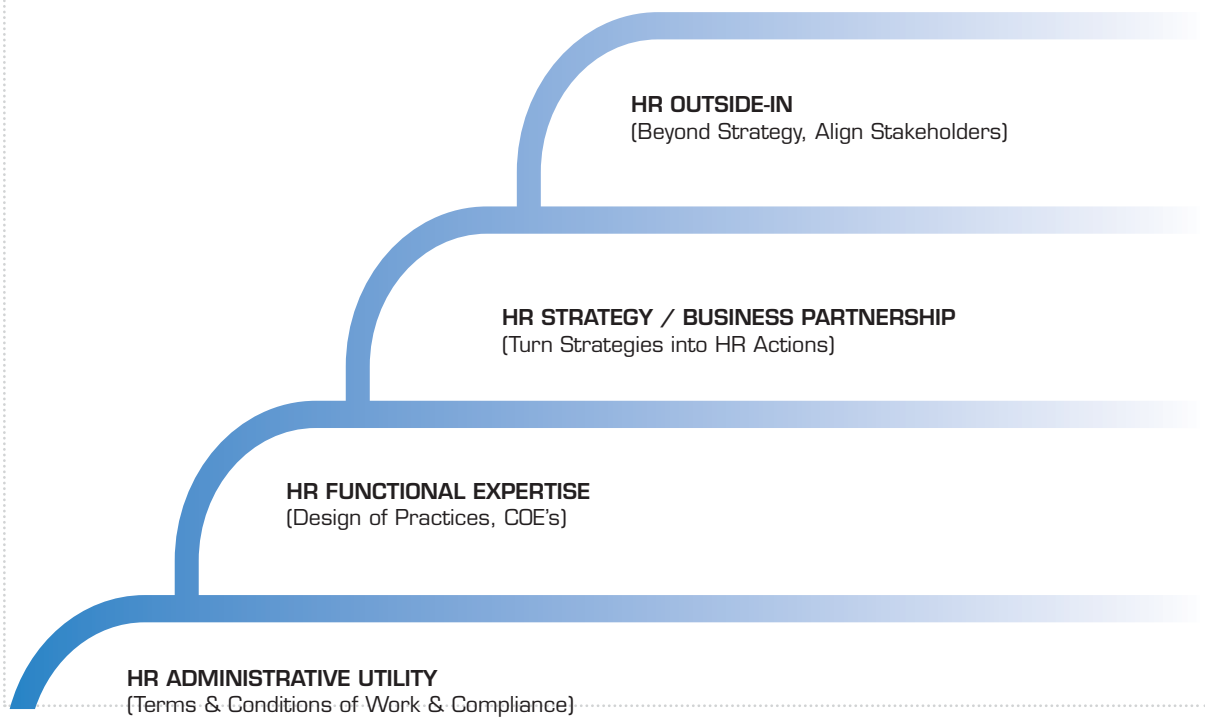 HR OUTSIDE-IN
(Beyond Strategy, Align Stakeholders)
HR STRATEGY / BUSINESS PARTNERSHIP
(Turn Strategies into HR Actions)
HR FUNCTIONAL EXPERTISE
(Design of Practices, COE's)
HR ADMINISTRATIVE UTILITY
(Terms & Conditions of Work & Compliance)